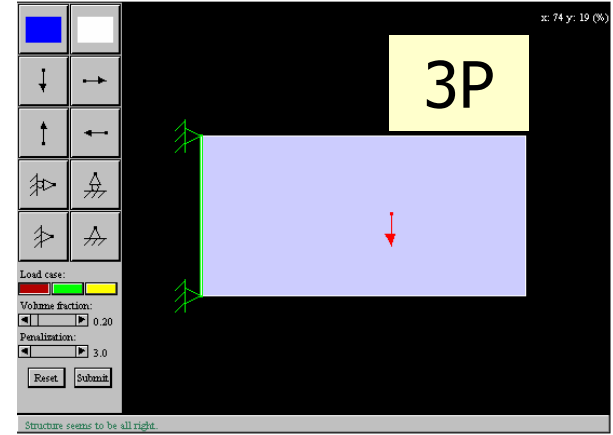 x: 74 y: 19 (%)
3P
Load case:
Volume fraction:
0.20
Penalization:
3.0
Reset Submit
Structure seems to be all right.